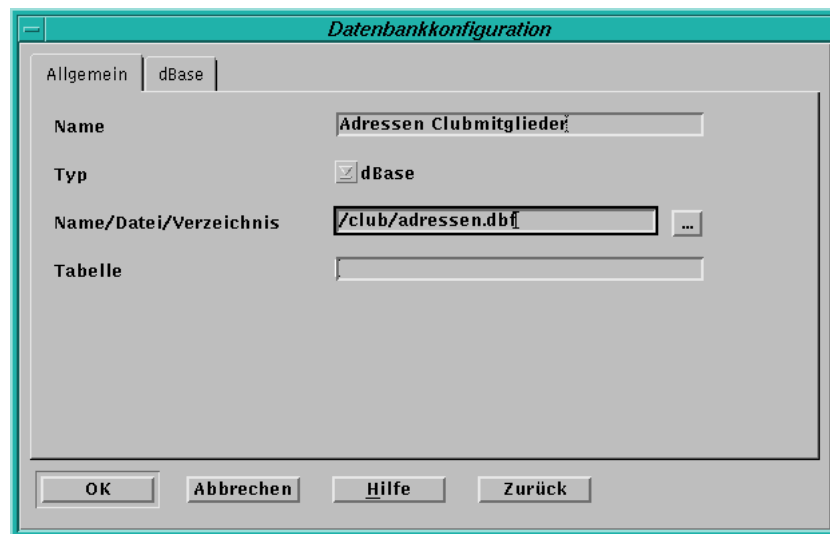 Datenbankkonfiguration
Allgemein dBase
Name Adressen Clubmitglieder
Typ dBase
Name/Datei/Verzeichnis /club/adressen.dbf ...
Tabelle
OK Abbrechen Hilfe Zurück